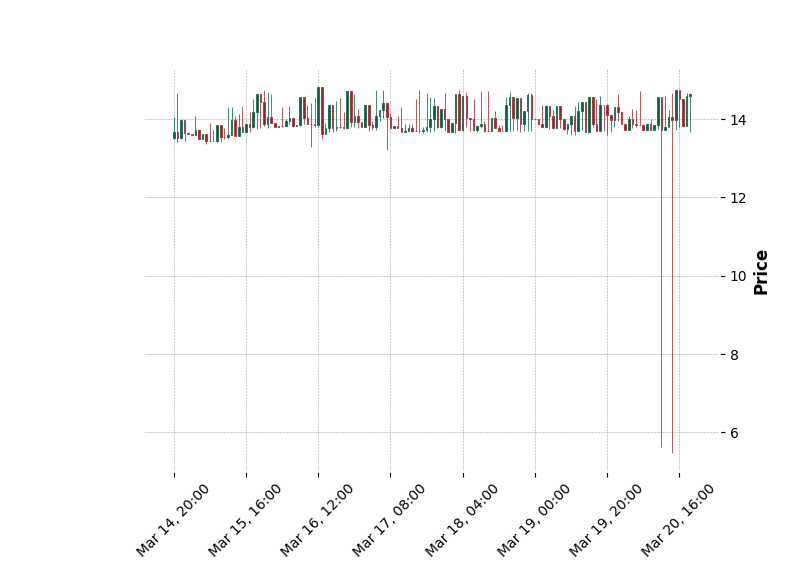 14
12
10
8
6
Price
Mar 14, 20:00
Mar 15, 16:00
Mar 16, 12:00
Mar 17, 08:00
Mar 18, 04:00
Mar 19, 00:00
Mar 19, 20:00
Mar 20, 16:00